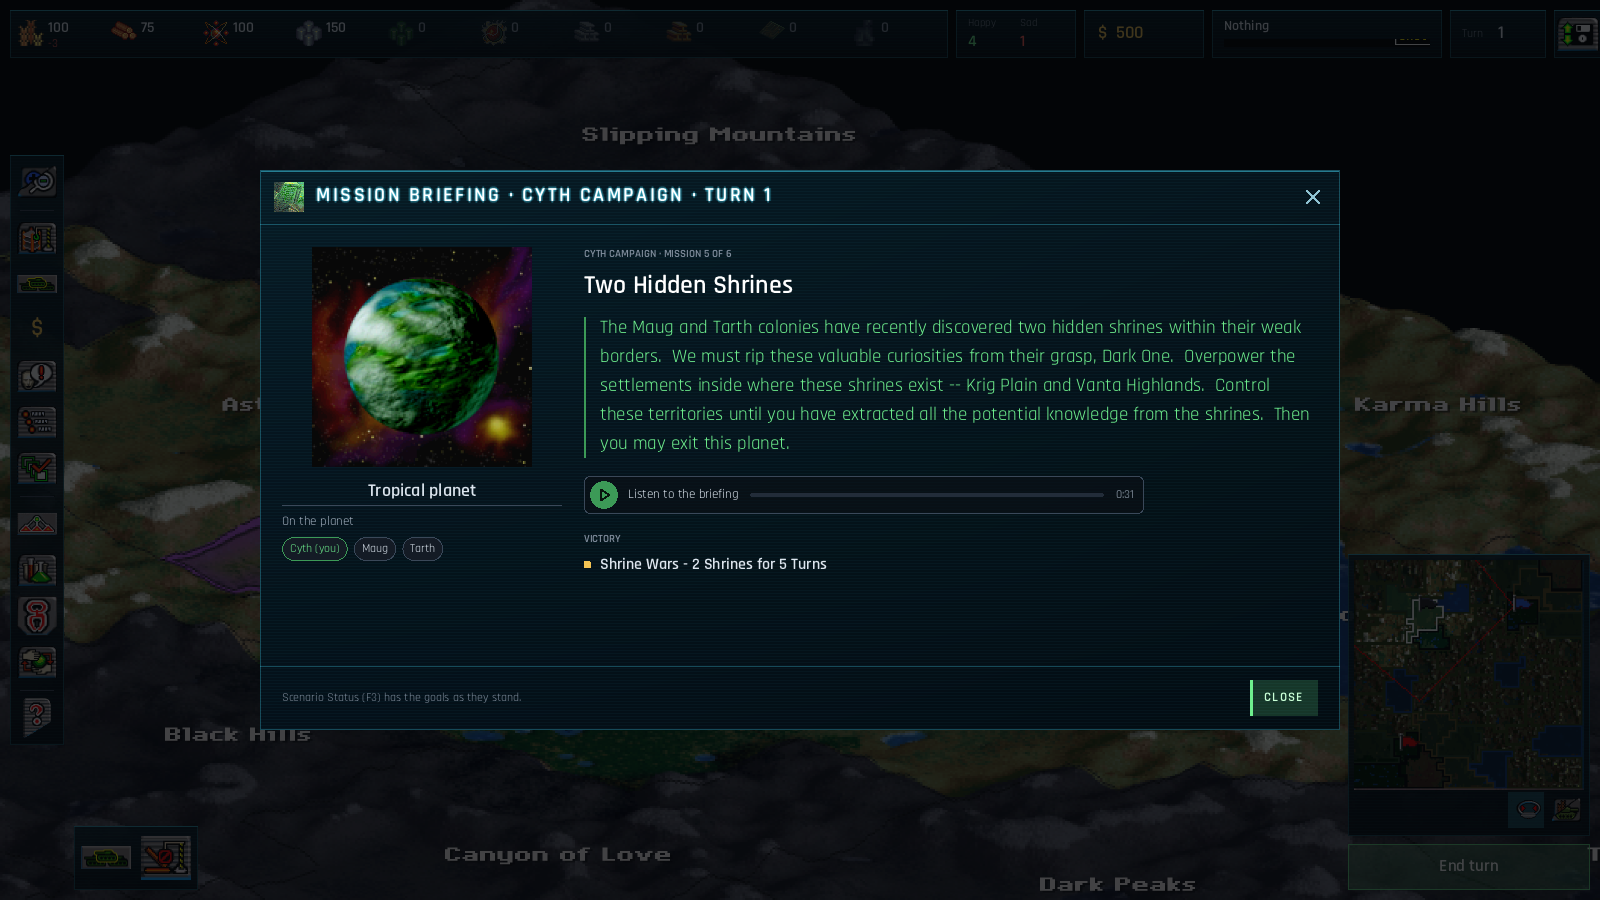 100
-3
75
100
150
0
0
0
0
0
0
Happy
4
Sad
1
$ 500
Nothing
Turn 1
Slipping Mountains
MISSION BRIEFING · CYTH CAMPAIGN · TURN 1
CYTH CAMPAIGN · MISSION 5 OF 6
Two Hidden Shrines
The Maug and Tarth colonies have recently discovered two hidden shrines within their weak
borders. We must rip these valuable curiosities from their grasp, Dark One. Overpower the
settlements inside where these shrines exist -- Krig Plain and Vanta Highlands. Control
these territories until you have extracted all the potential knowledge from the shrines. Then
you may exit this planet.
Listen to the briefing
0:31
VICTORY
Shrine Wars - 2 Shrines for 5 Turns
Tropical planet
On the planet
Cyth (you)
Maug
Tarth
Scenario Status (F3) has the goals as they stand.
CLOSE
Ast
Karma Hills
$
Black Hills
Canyon of Love
Dark Peaks
End turn